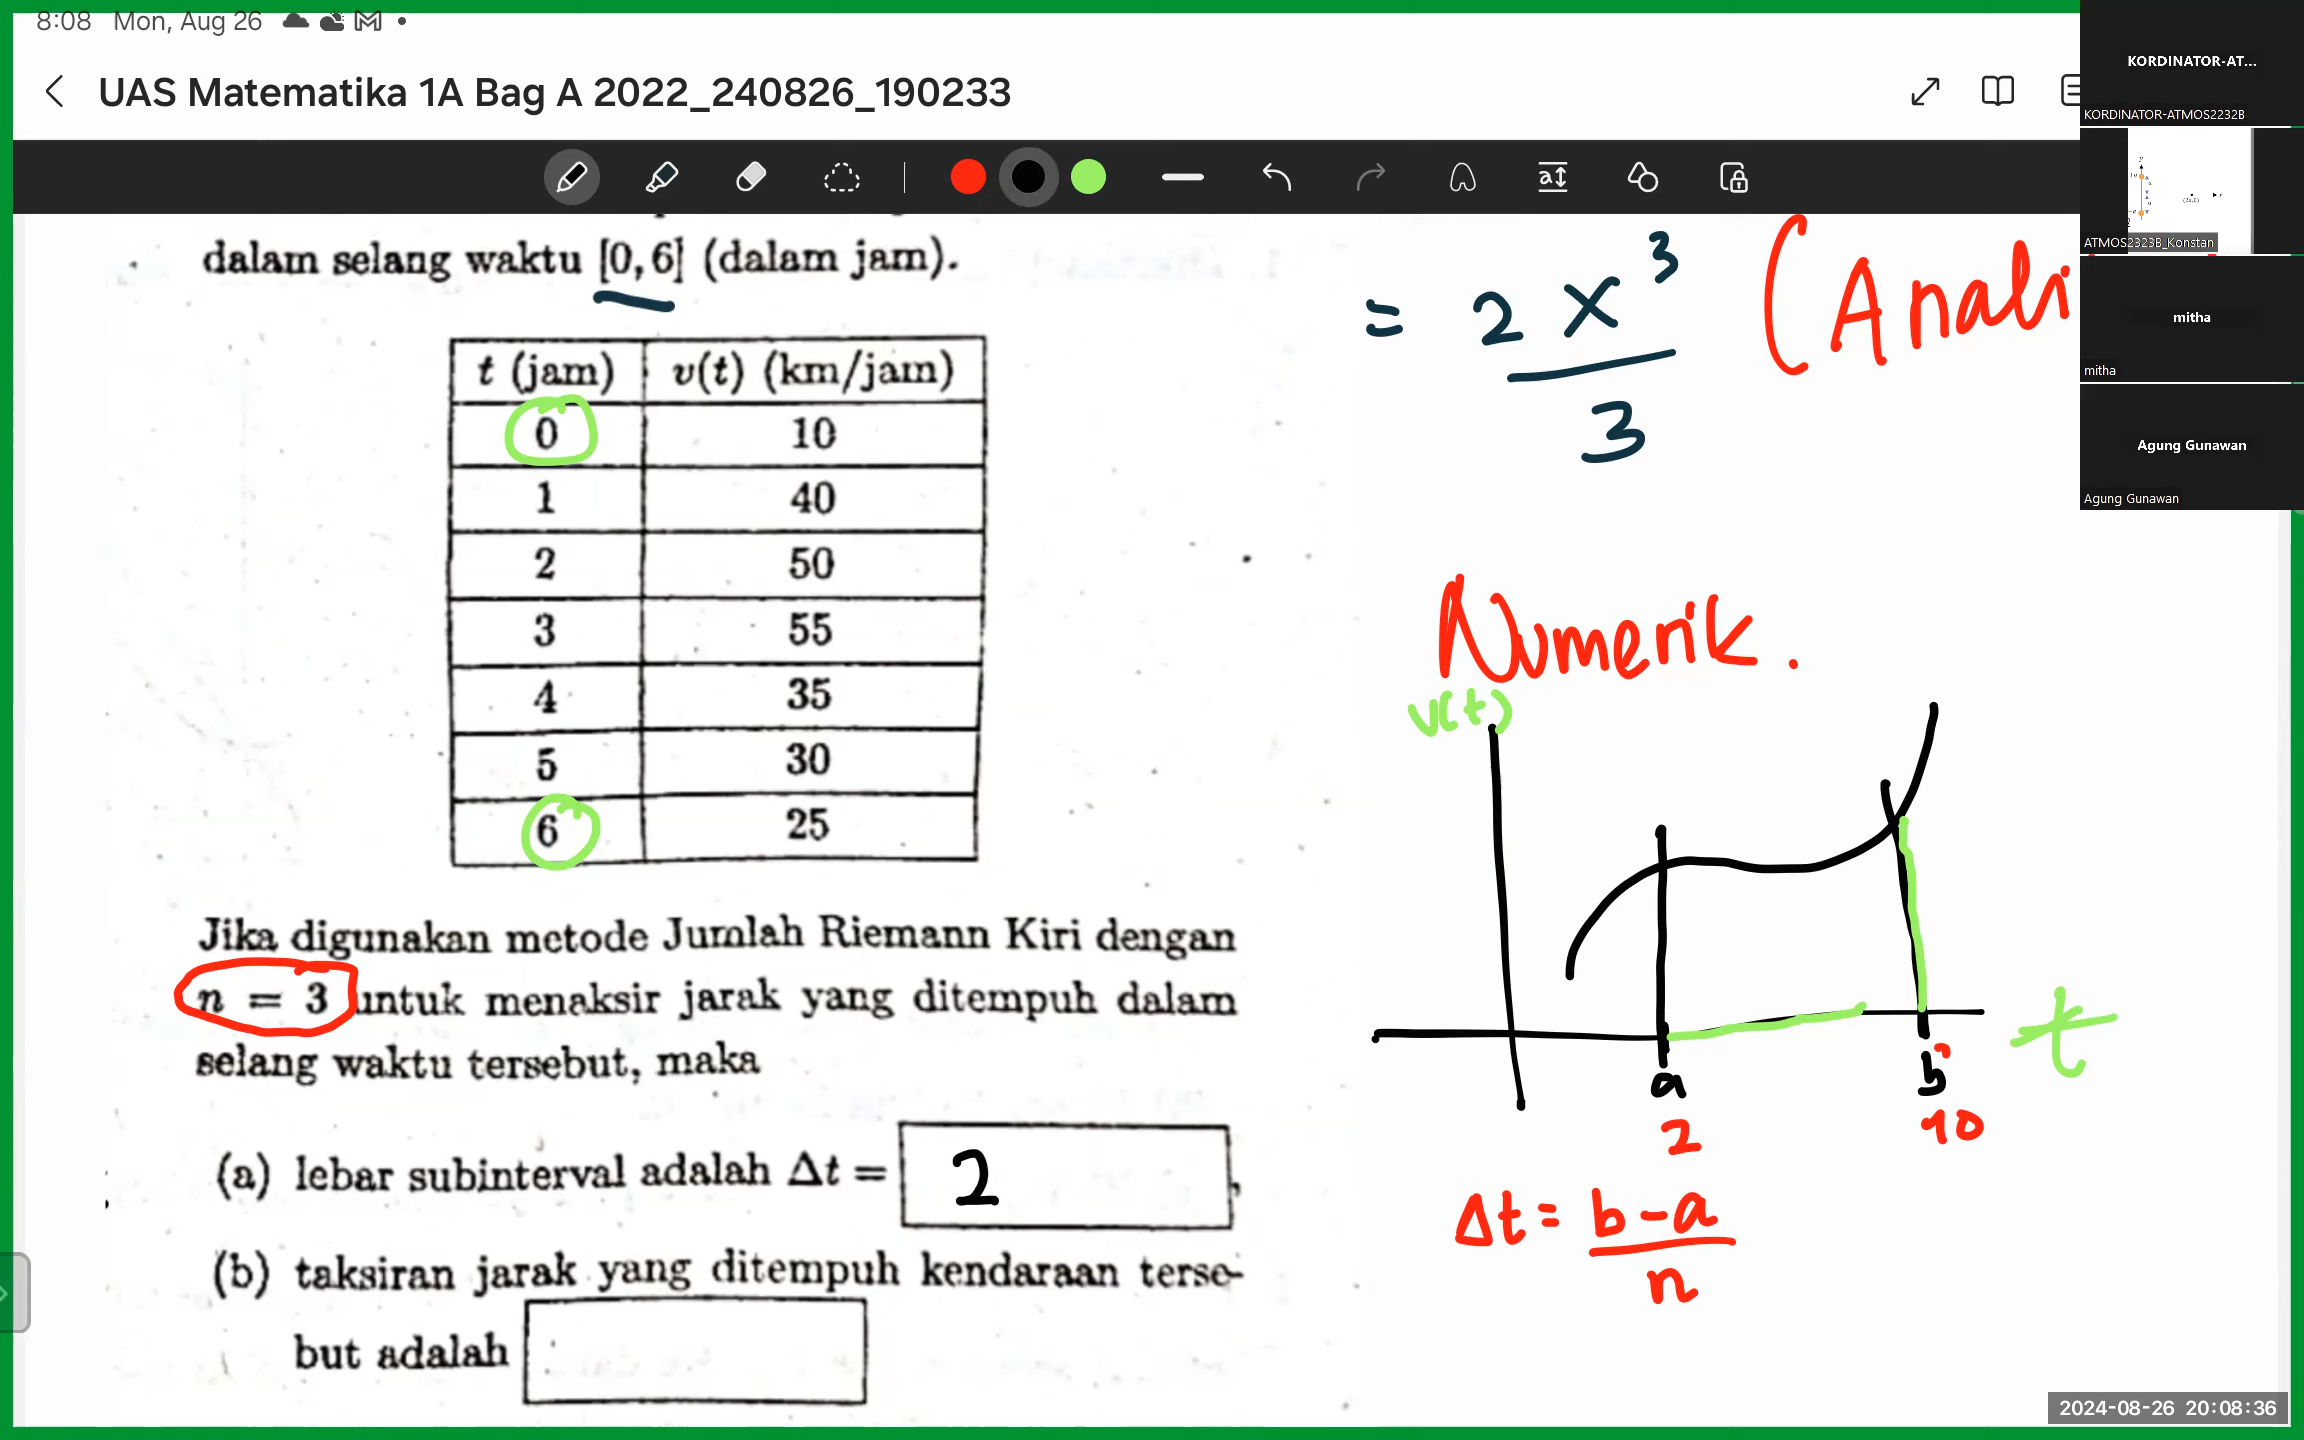 8:08 Mon, Aug 26
UAS Matematika 1A Bag A 2022_240826_190233
dalam selang waktu [0, 6] (dalam jam).
t (jam) v(t) (km/jam)
0 10
1 40
2 50
3 55
4 35
5 30
6 25
Jika digunakan metode Jumlah Riemann Kiri dengan
n = 3 untuk menaksir jarak yang ditempuh dalam
selang waktu tersebut, maka
(a) lebar subinterval adalah Δt = 2,
(b) taksiran jarak yang ditempuh kendaraan terse-
but adalah
= 2x³/3 (Anali
Numerik.
v(t)
t
a b
2 10
Δt = b-a
n
KORDINATOR-AT...
KORDINATOR-ATMOS2232B
ATMOS2323B_Konstan
mitha
mitha
Agung Gunawan
Agung Gunawan
2024-08-26 20:08:36